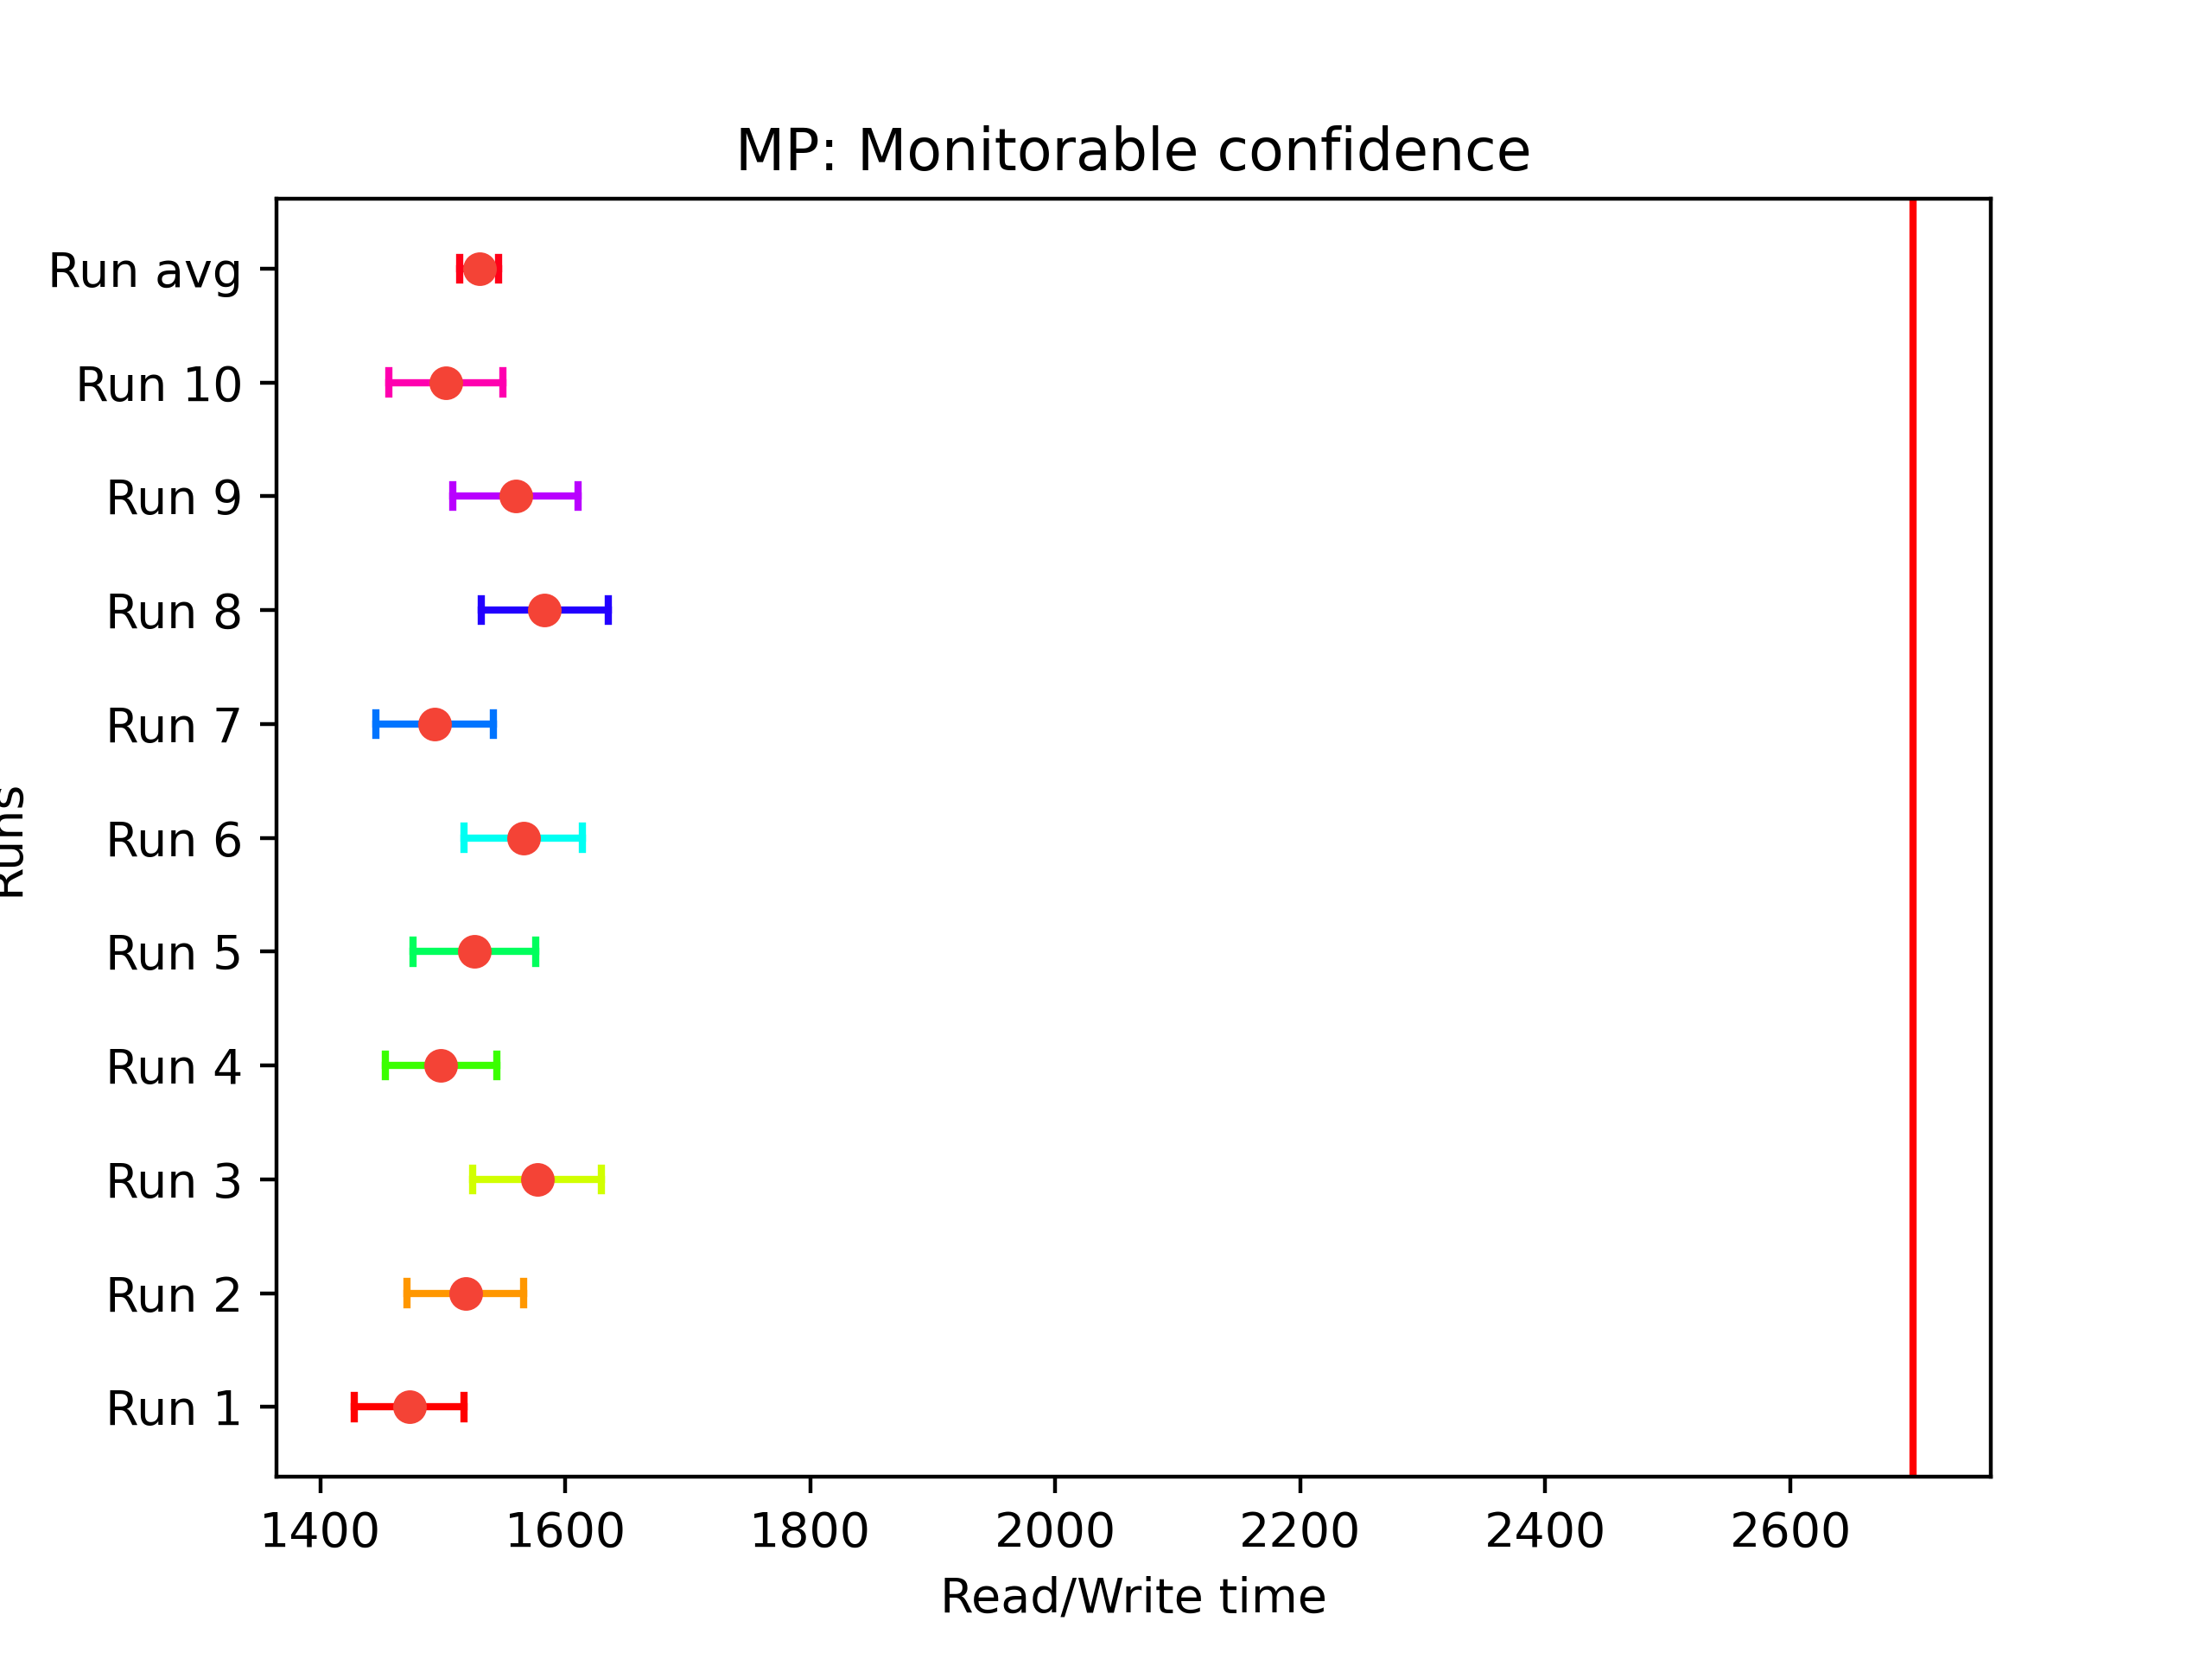 MP: Monitorable confidence
Run avg
Run 10
Run 9
Run 8
Run 7
Run 6
Run 5
Run 4
Run 3
Run 2
Run 1
Runs
1400 1600 1800 2000 2200 2400 2600
Read/Write time